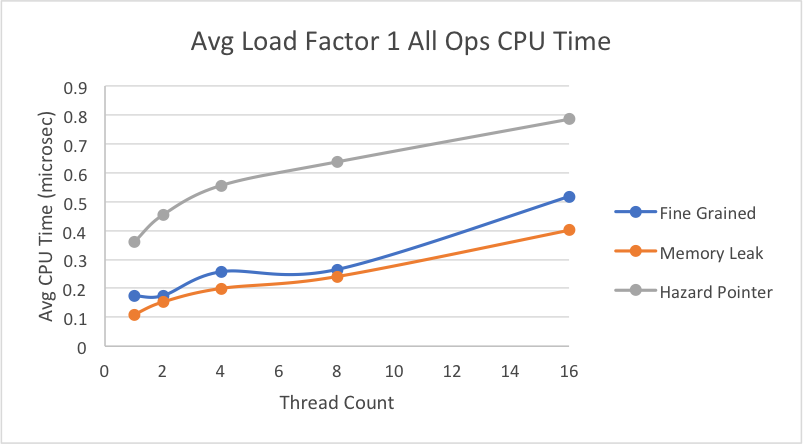 Avg Load Factor 1 All Ops CPU Time
Avg CPU Time (microsec)
0.9
0.8
0.7
0.6
0.5
0.4
0.3
0.2
0.1
0
0 2 4 6 8 10 12 14 16
Thread Count
Fine Grained
Memory Leak
Hazard Pointer